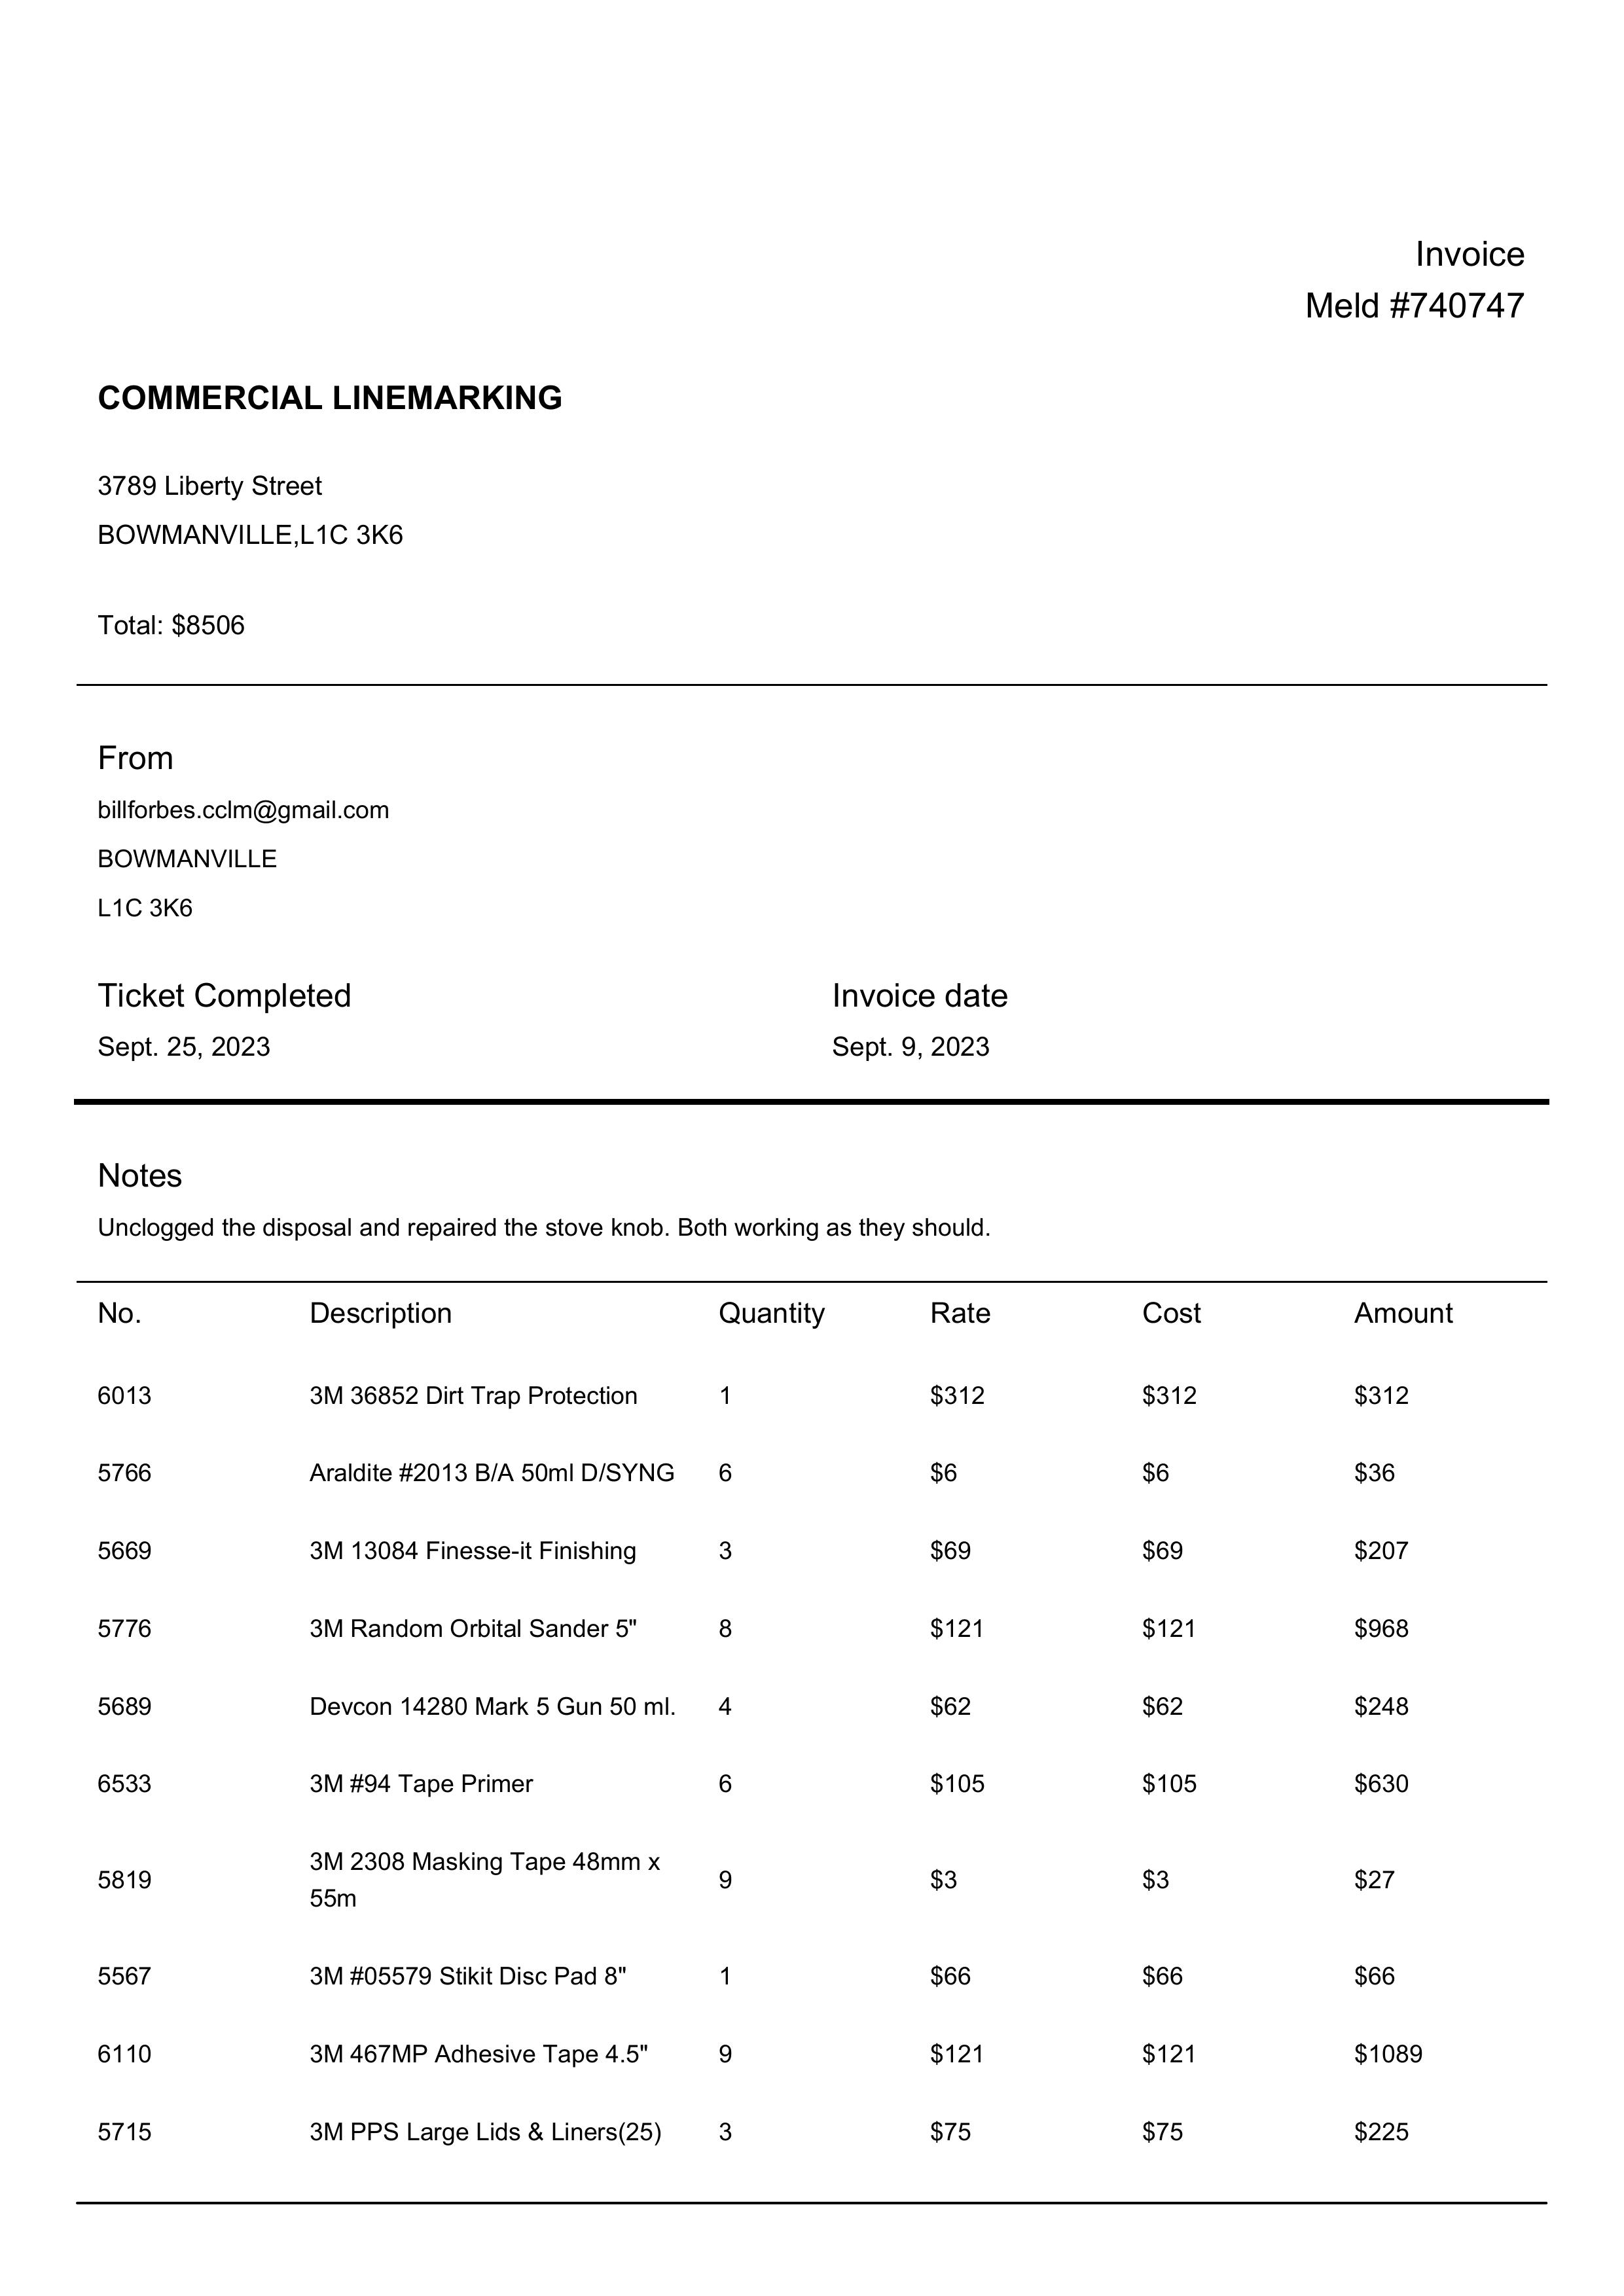 Invoice
Meld #740747
COMMERCIAL LINEMARKING
3789 Liberty Street
BOWMANVILLE,L1C 3K6
Total: $8506
From
billforbes.cclm@gmail.com
BOWMANVILLE
L1C 3K6
Ticket Completed Invoice date
Sept. 25, 2023 Sept. 9, 2023
Notes
Unclogged the disposal and repaired the stove knob. Both working as they should.
No. Description Quantity Rate Cost Amount
6013 3M 36852 Dirt Trap Protection 1 $312 $312 $312
5766 Araldite #2013 B/A 50ml D/SYNG 6 $6 $6 $36
5669 3M 13084 Finesse-it Finishing 3 $69 $69 $207
5776 3M Random Orbital Sander 5" 8 $121 $121 $968
5689 Devcon 14280 Mark 5 Gun 50 ml. 4 $62 $62 $248
6533 3M #94 Tape Primer 6 $105 $105 $630
5819 3M 2308 Masking Tape 48mm x 9 $3 $3 $27
55m
5567 3M #05579 Stikit Disc Pad 8" 1 $66 $66 $66
6110 3M 467MP Adhesive Tape 4.5" 9 $121 $121 $1089
5715 3M PPS Large Lids & Liners(25) 3 $75 $75 $225